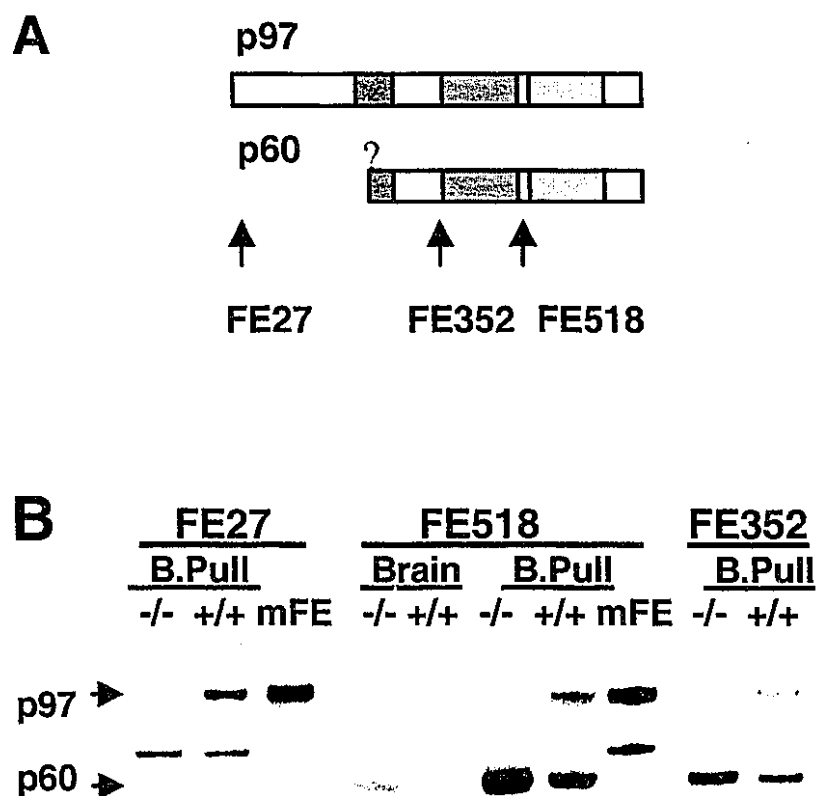 A
p97
p60
?
FE27 FE352 FE518
B
FE27 FE518 FE352
B.Pull Brain B.Pull B.Pull
-/- +/+ mFE -/- +/+ -/- +/+ mFE -/- +/+
p97
p60